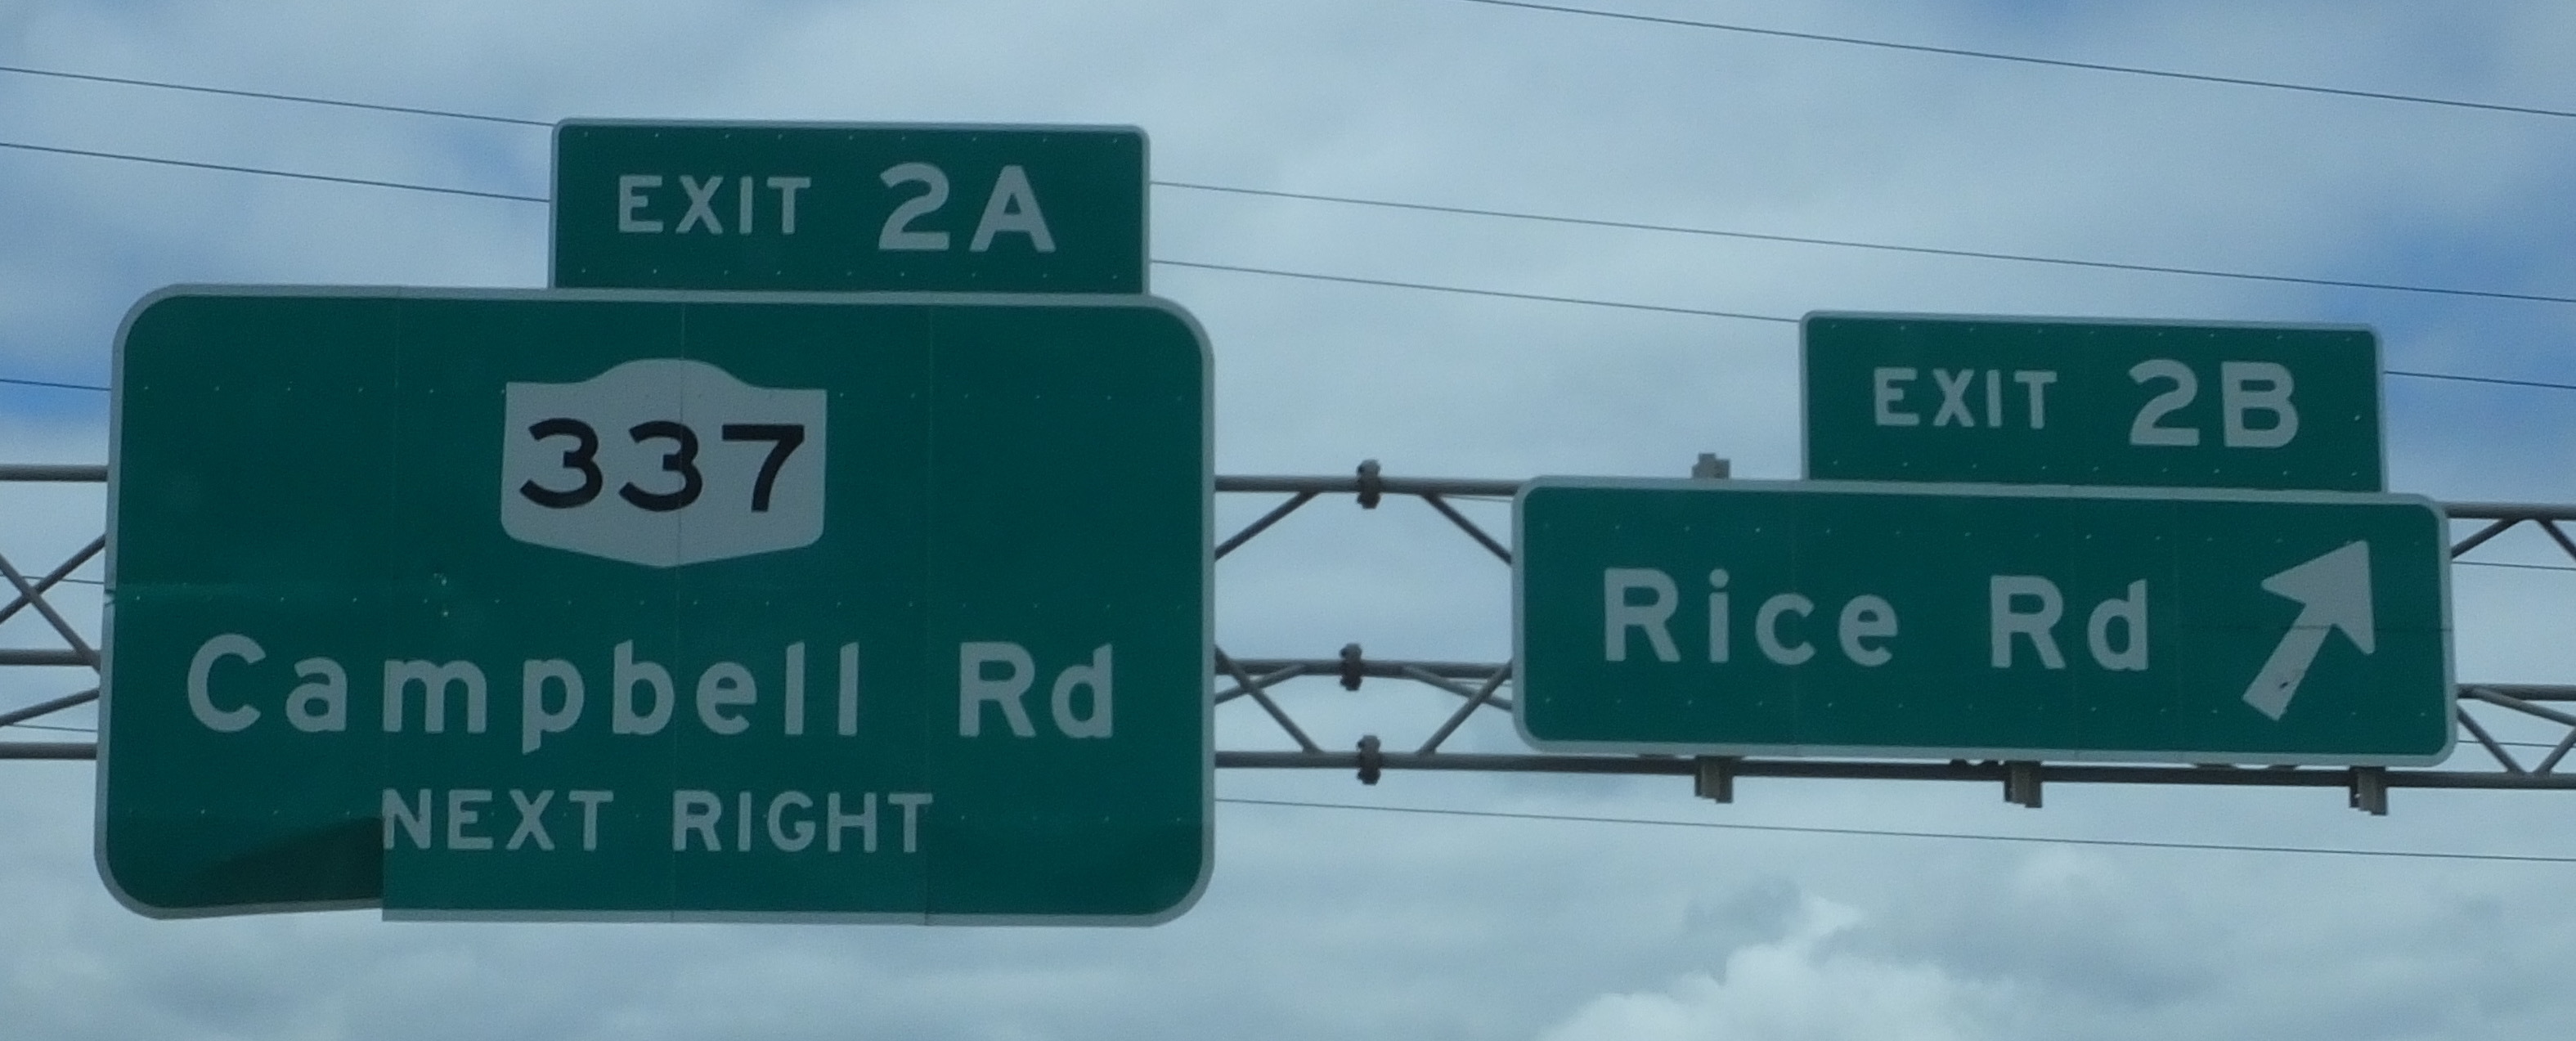 EXIT 2A
337
Campbell Rd
NEXT RIGHT
EXIT 2B
Rice Rd